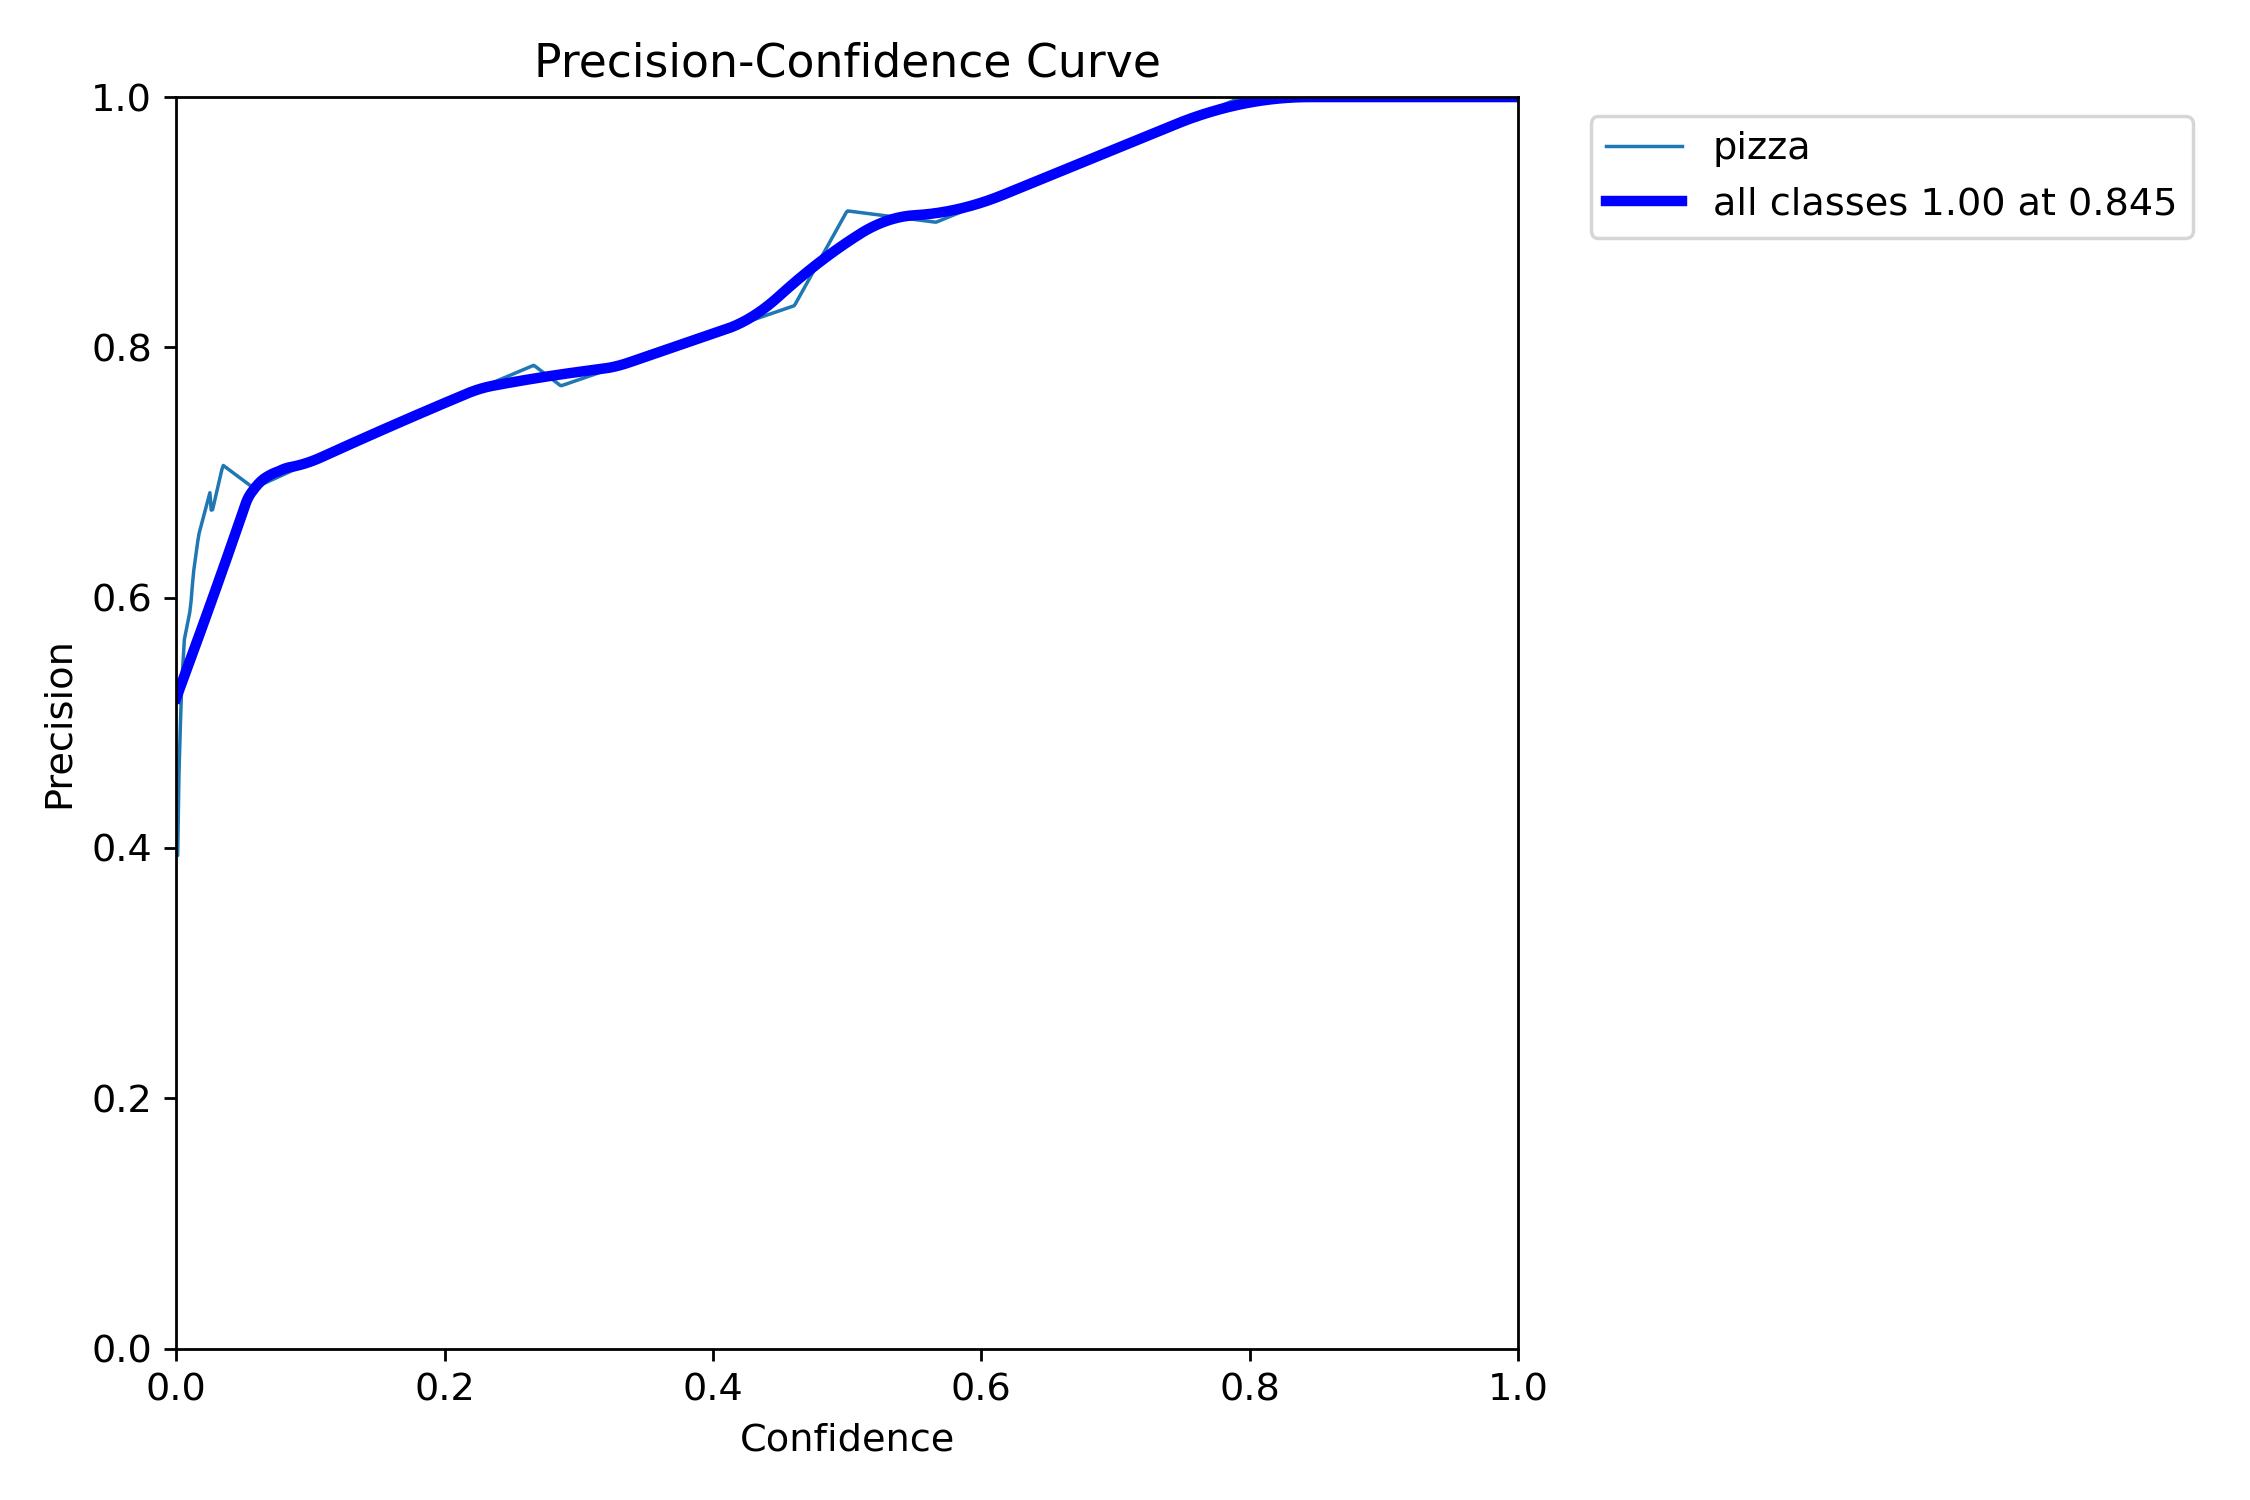 Precision-Confidence Curve
1.0
0.8
0.6
0.4
0.2
0.0
Precision
0.0 0.2 0.4 0.6 0.8 1.0
Confidence
pizza
all classes 1.00 at 0.845